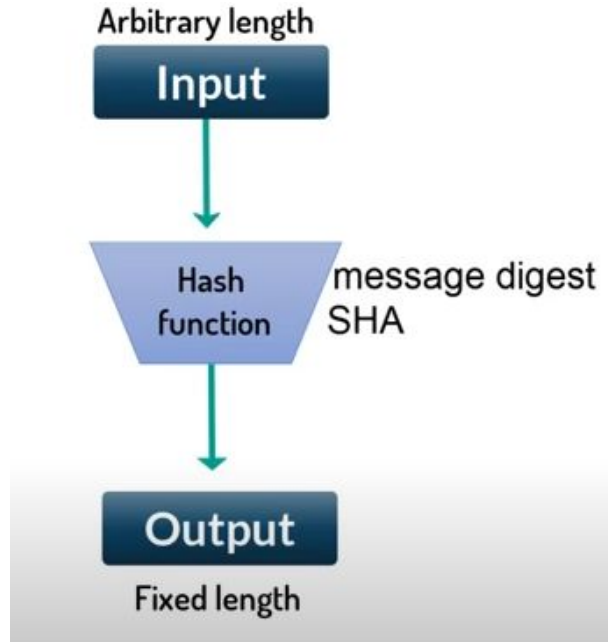 Arbitrary length
Input
Hash
function
message digest
SHA
Output
Fixed length